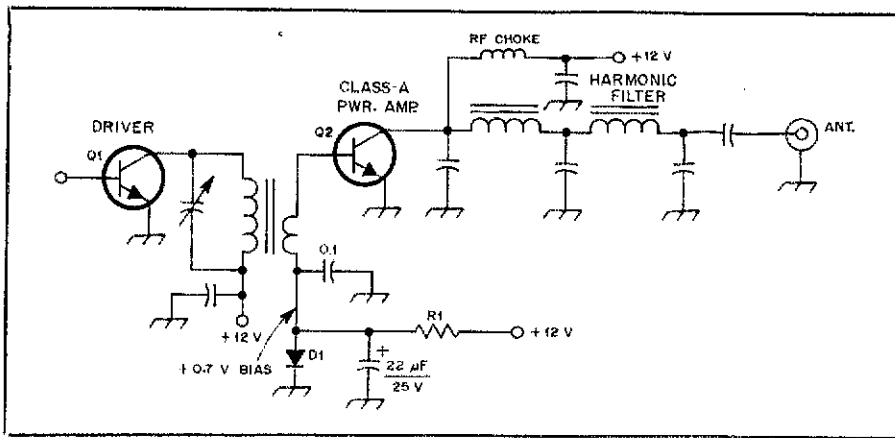 RF CHOKE
+12 V
CLASS-A
PWR. AMP.
HARMONIC
FILTER
DRIVER
Q1
Q2
ANT.
0.1
+12 V
R1
+12 V
+0.7 V BIAS
D1
+
22 µF
25 V